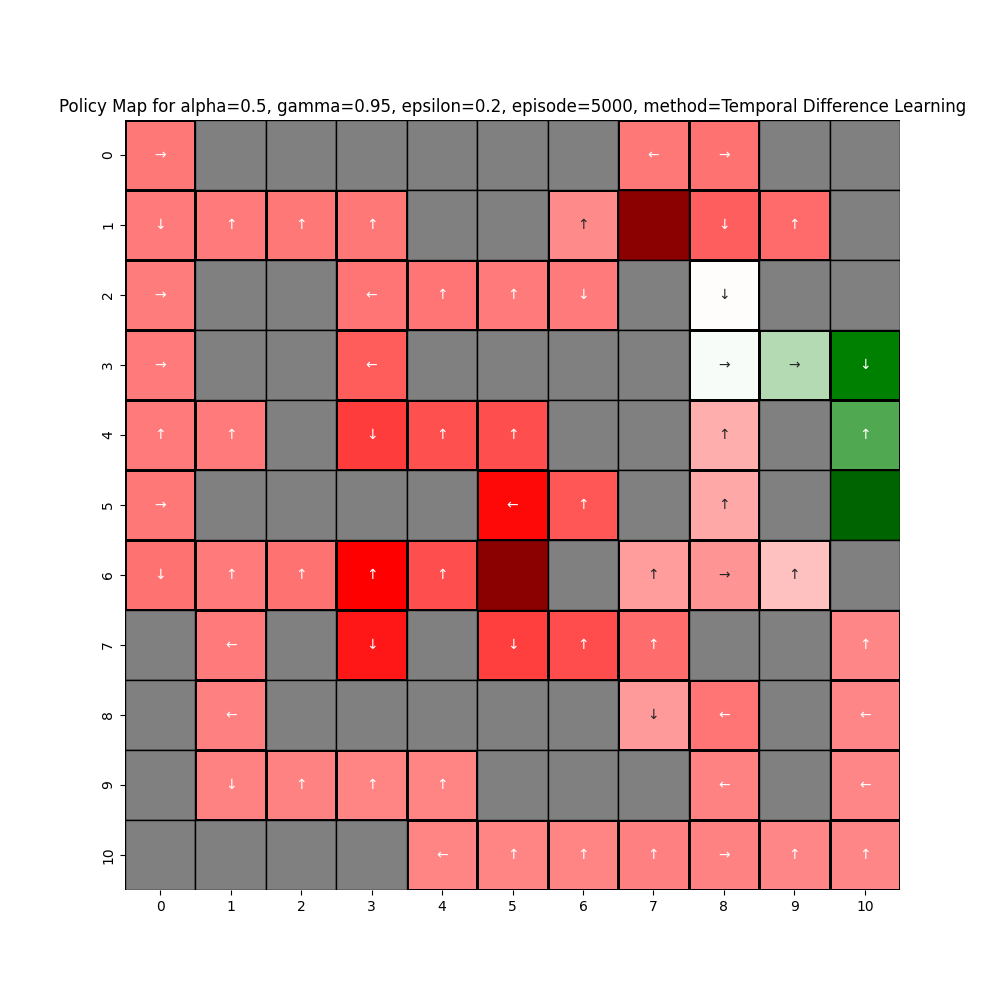 Policy Map for alpha=0.5, gamma=0.95, epsilon=0.2, episode=5000, method=Temporal Difference Learning
0 → ← →
1 ↓ ↑ ↑ ↑ ↑ ↓ ↑
2 → ← ↑ ↑ ↓ ↓
3 → ← → → ↓
4 ↑ ↑ ↓ ↑ ↑ ↑ ↑
5 → ← ↑ ↑
6 ↓ ↑ ↑ ↑ ↑ ↑ → ↑
7 ← ↓ ↓ ↑ ↑ ↑
8 ← ↓ ← ←
9 ↓ ↑ ↑ ↑ ← ←
10 ← ↑ ↑ ↑ → ↑ ↑
0 1 2 3 4 5 6 7 8 9 10